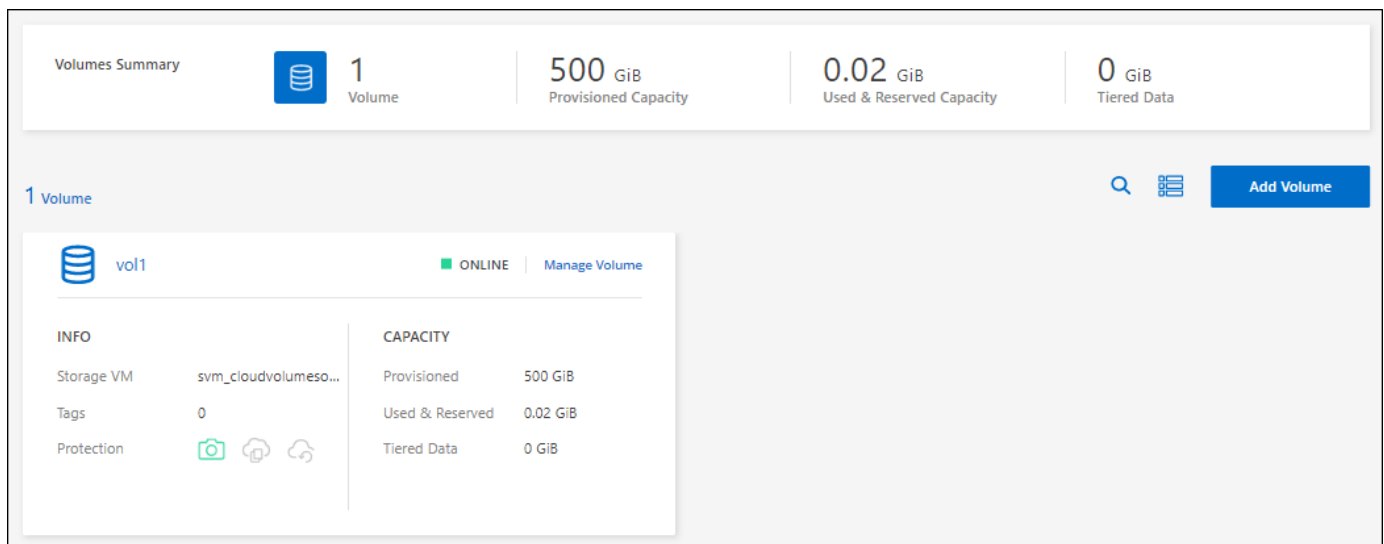 Volumes Summary
1
Volume
500 GiB
Provisioned Capacity
0.02 GiB
Used & Reserved Capacity
0 GiB
Tiered Data
1 Volume
Add Volume
vol1
ONLINE
Manage Volume
INFO
Storage VM svm_cloudvolumeso...
Tags 0
Protection
CAPACITY
Provisioned 500 GiB
Used & Reserved 0.02 GiB
Tiered Data 0 GiB